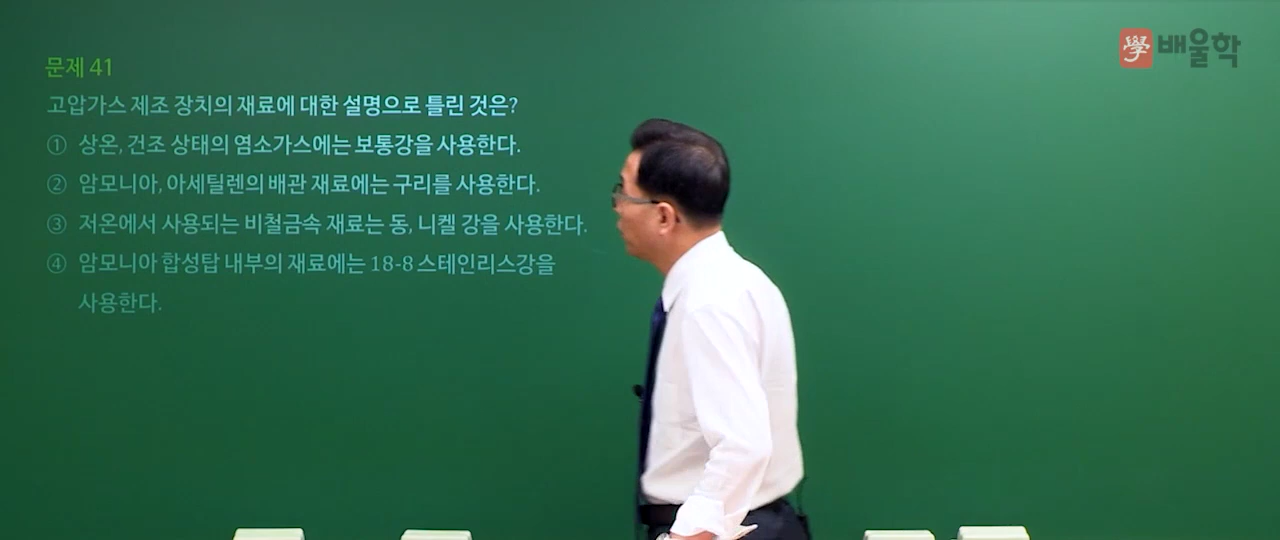 學 배울학
문제 41
고압가스 제조 장치의 재료에 대한 설명으로 틀린 것은?
① 상온, 건조 상태의 염소가스에는 보통강을 사용한다.
② 암모니아, 아세틸렌의 배관 재료에는 구리를 사용한다.
③ 저온에서 사용되는 비철금속 재료는 동, 니켈 강을 사용한다.
④ 암모니아 합성탑 내부의 재료에는 18-8 스테인리스강을
사용한다.